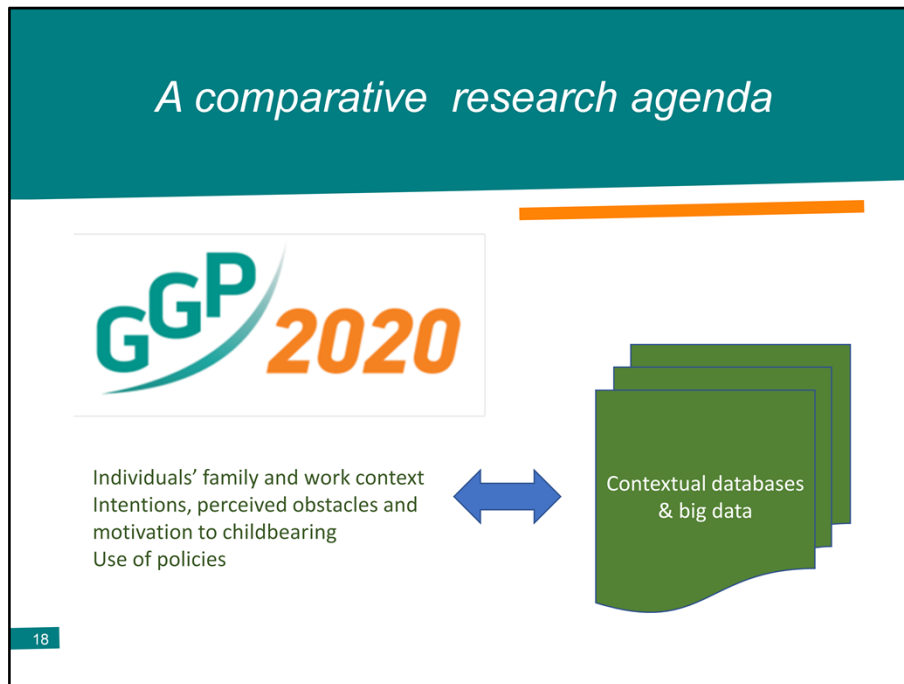 A comparative  research agenda
GGP 2020
Individuals’ family and work context
Intentions, perceived obstacles and
motivation to childbearing
Use of policies
Contextual databases
& big data
18